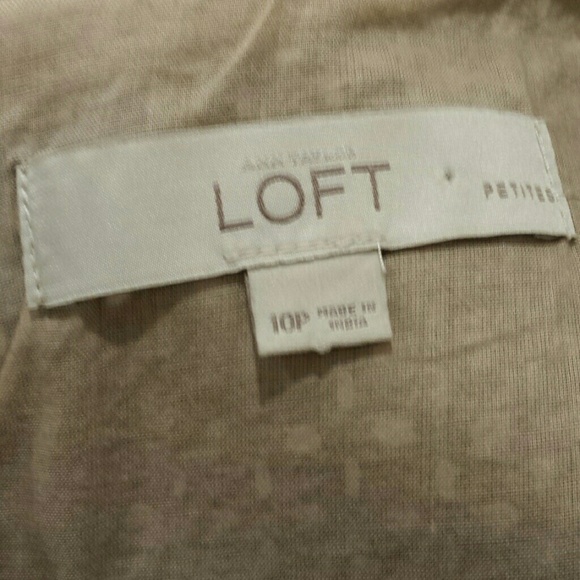 ANN TAYLOR
LOFT
PETITES
10P MADE IN
INDIA